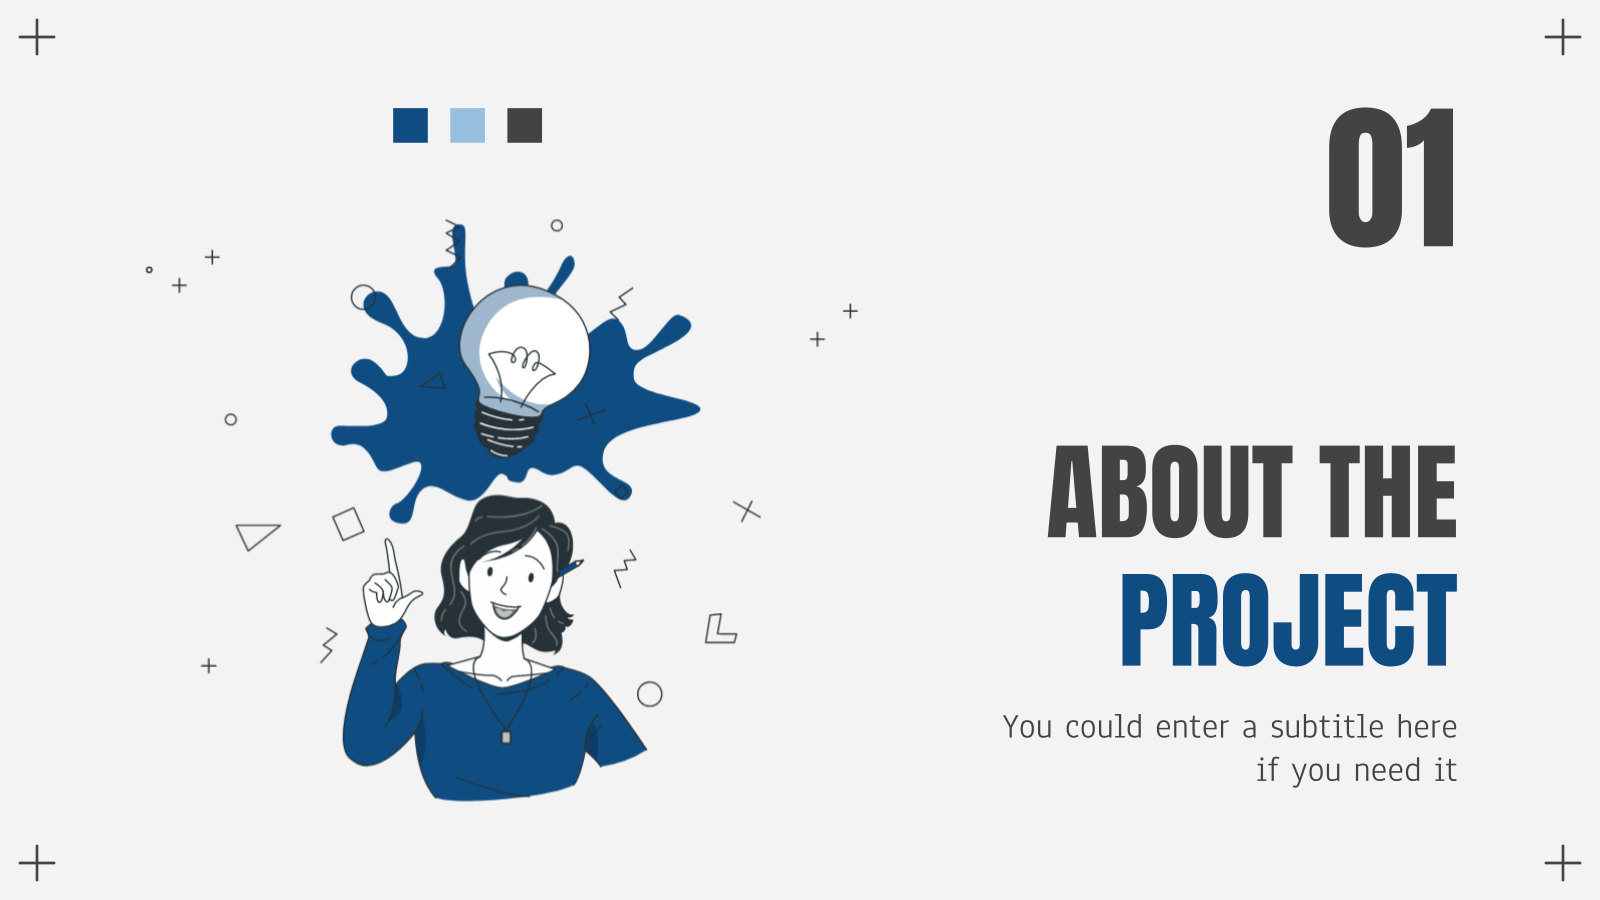 01
ABOUT THE
PROJECT
You could enter a subtitle here
if you need it